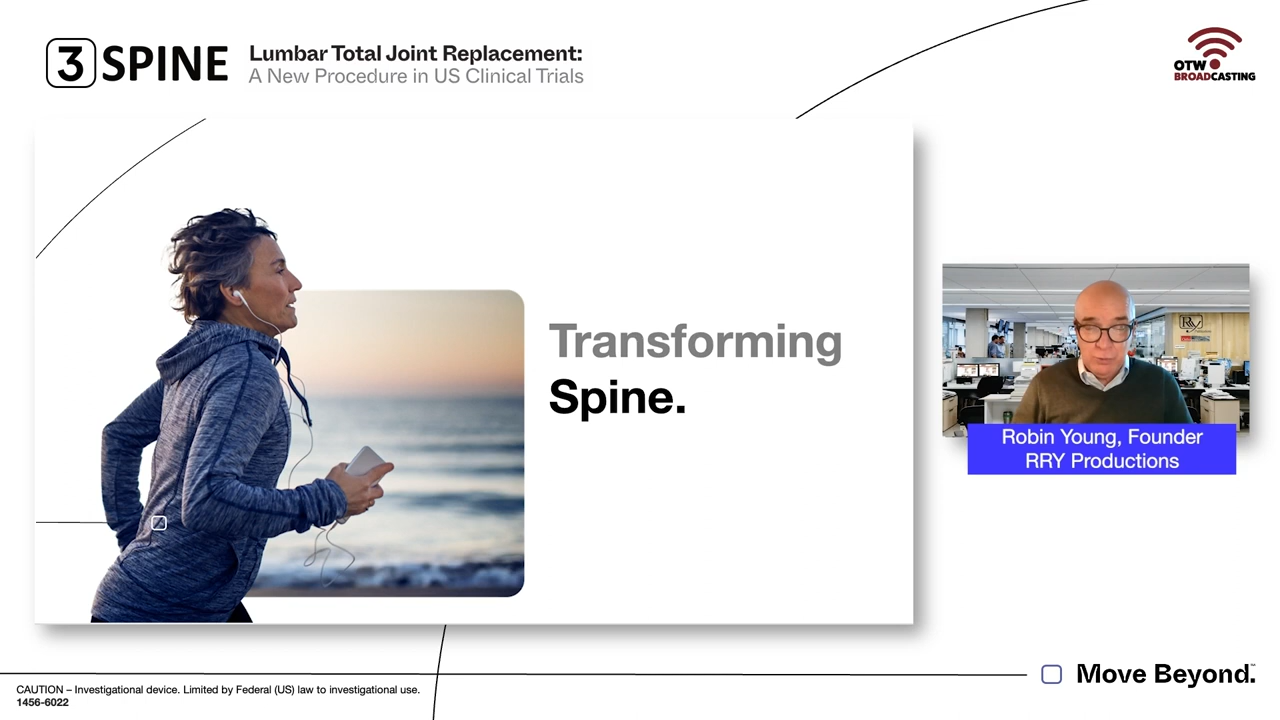 3 SPINE
Lumbar Total Joint Replacement:
A New Procedure in US Clinical Trials
OTW
BROADCASTING
Transforming
Spine.
Robin Young, Founder
RRY Productions
Move Beyond.
CAUTION – Investigational device. Limited by Federal (US) law to investigational use.
1456-6022